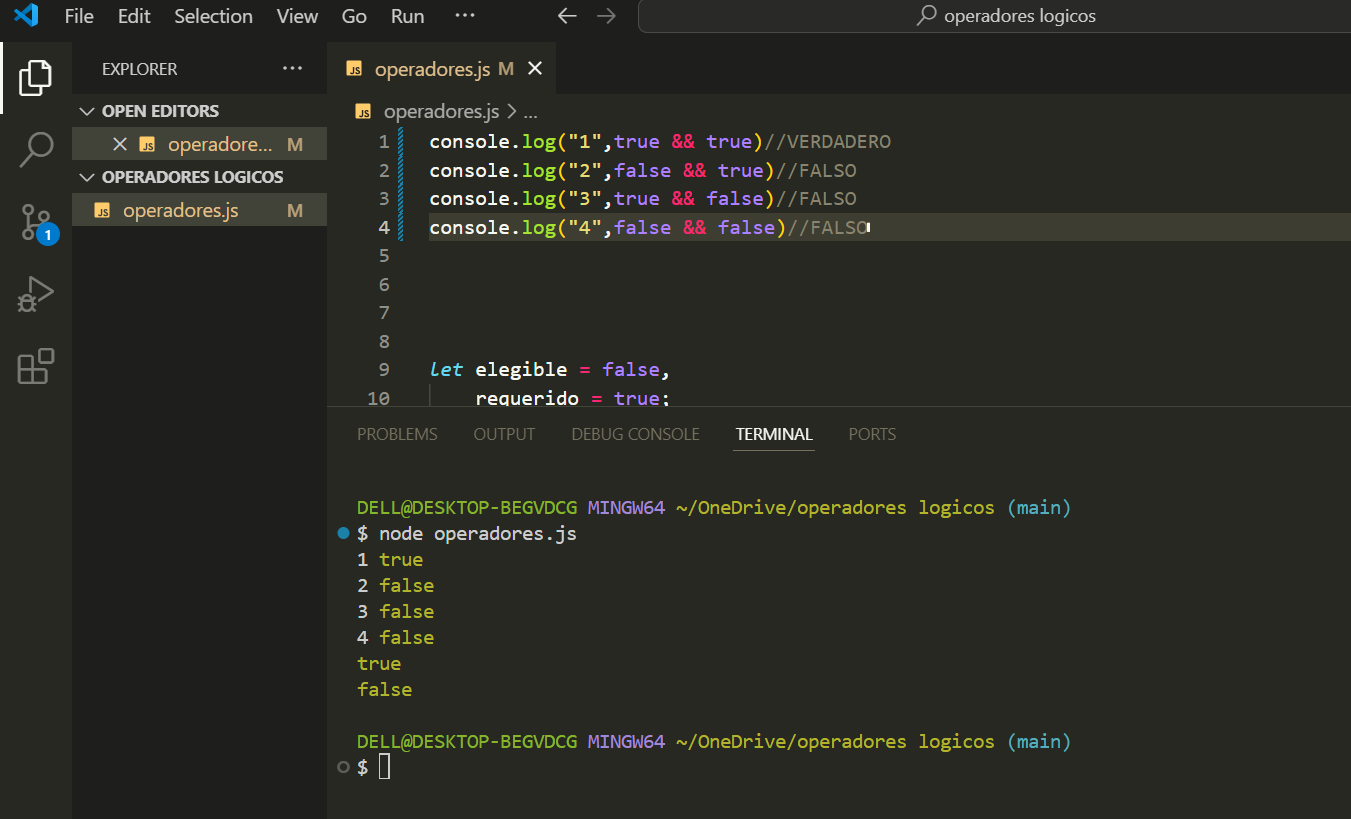 File Edit Selection View Go Run ··· operadores logicos
EXPLORER ···
OPEN EDITORS
operadore... M
OPERADORES LOGICOS
operadores.js M
1
operadores.js M
operadores.js > ...
1 console.log("1",true && true)//VERDADERO
2 console.log("2",false && true)//FALSO
3 console.log("3",true && false)//FALSO
4 console.log("4",false && false)//FALSO
5
6
7
8
9 let elegible = false,
10 requerido = true;
PROBLEMS OUTPUT DEBUG CONSOLE TERMINAL PORTS
DELL@DESKTOP-BEGVDCG MINGW64 ~/OneDrive/operadores logicos (main)
$ node operadores.js
1 true
2 false
3 false
4 false
true
false
DELL@DESKTOP-BEGVDCG MINGW64 ~/OneDrive/operadores logicos (main)
$